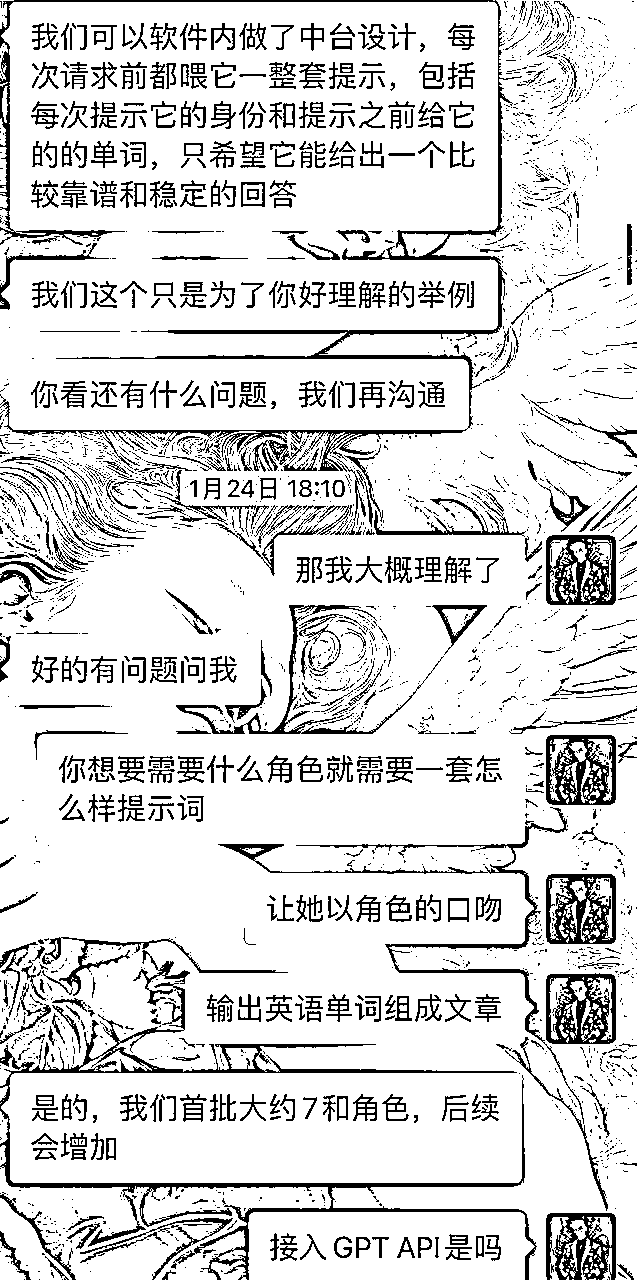 我们可以软件内做了中台设计，每
次请求前都喂它一整套提示，包括
每次提示它的身份和提示之前给它
的的单词，只希望它能给出一个比
较靠谱和稳定的回答
我们这个只是为了你好理解的举例
你看还有什么问题，我们再沟通
1月24日 18:10
那我大概理解了
好的有问题问我
你想要需要什么角色就需要一套怎
么样提示词
让她以角色的口吻
输出英语单词组成文章
是的，我们首批大约7和角色，后续
会增加
接入GPT API是吗